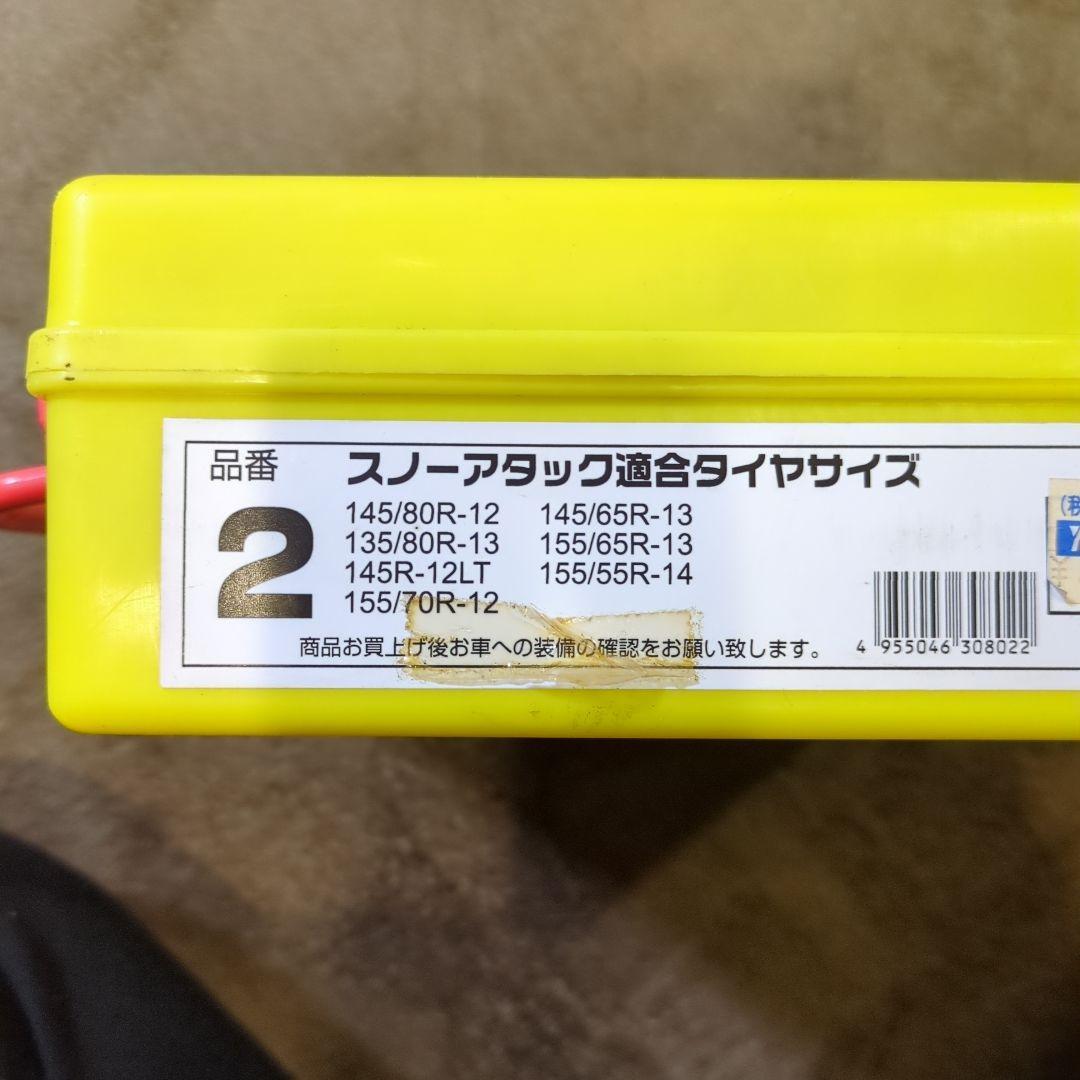 品番
2
スノーアタック適合タイヤサイズ
145/80R-12 145/65R-13
135/80R-13 155/65R-13
145R-12LT 155/55R-14
155/70R-12
商品お買上げ後お車への装備の確認をお願い致します。
4 955046 308022